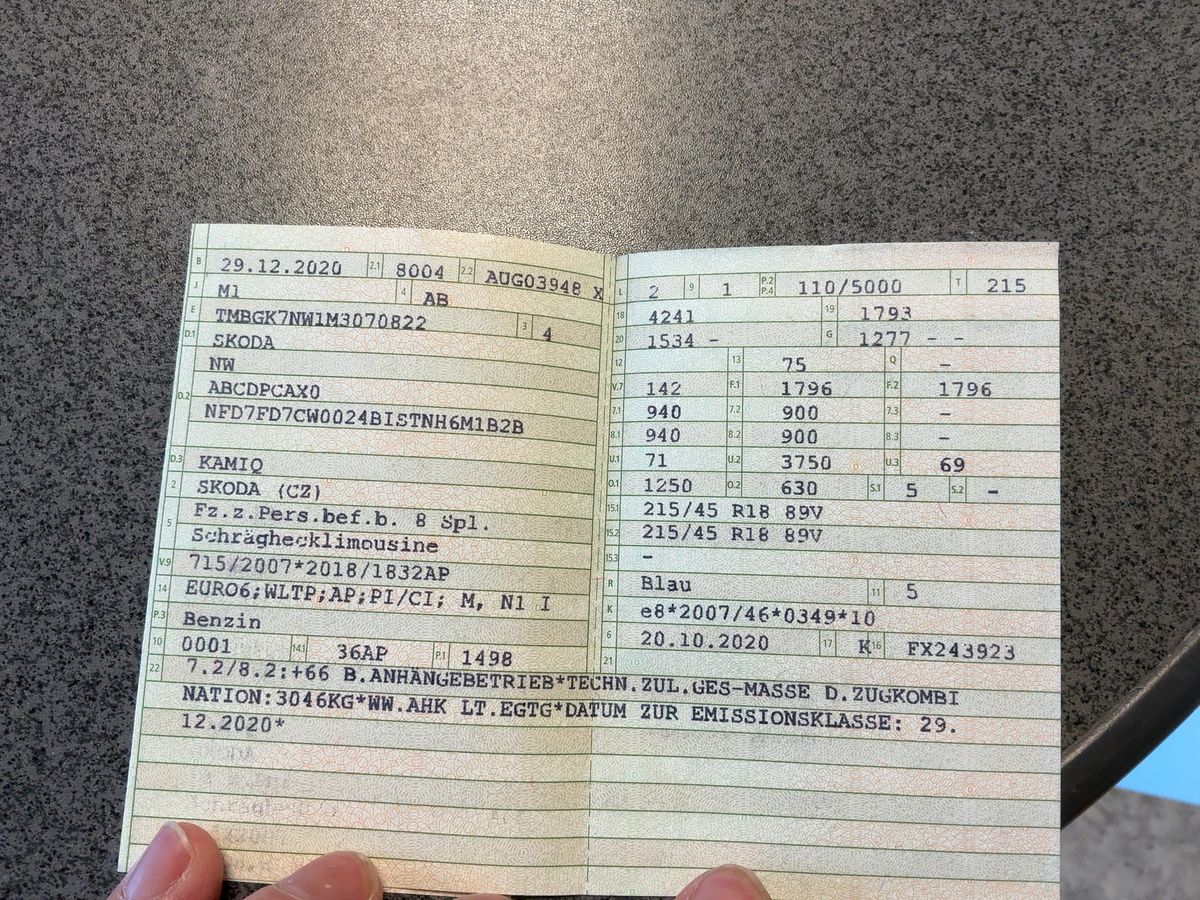 B 29.12.2020 2.1 8004 2.2 AUG03948 X
J M1 4 AB
E TMBGK7NW1M3070822 3 4
D.1 SKODA
NW
D.2 ABCDPCAX0
NFD7FD7CW0024BISTNH6M1B2B
D.3 KAMIQ
2 SKODA (CZ)
5 Fz.z.Pers.bef.b. 8 Spl.
Schräghecklimousine
V.9 715/2007*2018/1832AP
14 EURO6;WLTP;AP;PI/CI; M, N1 I
P.3 Benzin
10 0001 14.1 36AP P.1 1498
L 2 9 1 P.2 P.4 110/5000 T 215
18 4241 19 1793
20 1534 - G 1277 - -
12 13 75 Q -
V.7 142 F.1 1796 F.2 1796
7.1 940 7.2 900 7.3 -
8.1 940 8.2 900 8.3 -
U.1 71 U.2 3750 U.3 69
O.1 1250 O.2 630 S.1 5 S.2 -
15.1 215/45 R18 89V
15.2 215/45 R18 89V
15.3 -
R Blau 11 5
K e8*2007/46*0349*10
6 20.10.2020 17 K 16 FX243923
21
22 7.2/8.2:+66 B.ANHÄNGEBETRIEB*TECHN.ZUL.GES-MASSE D.ZUGKOMBI
NATION:3046KG*WW.AHK LT.EGTG*DATUM ZUR EMISSIONSKLASSE: 29.
12.2020*